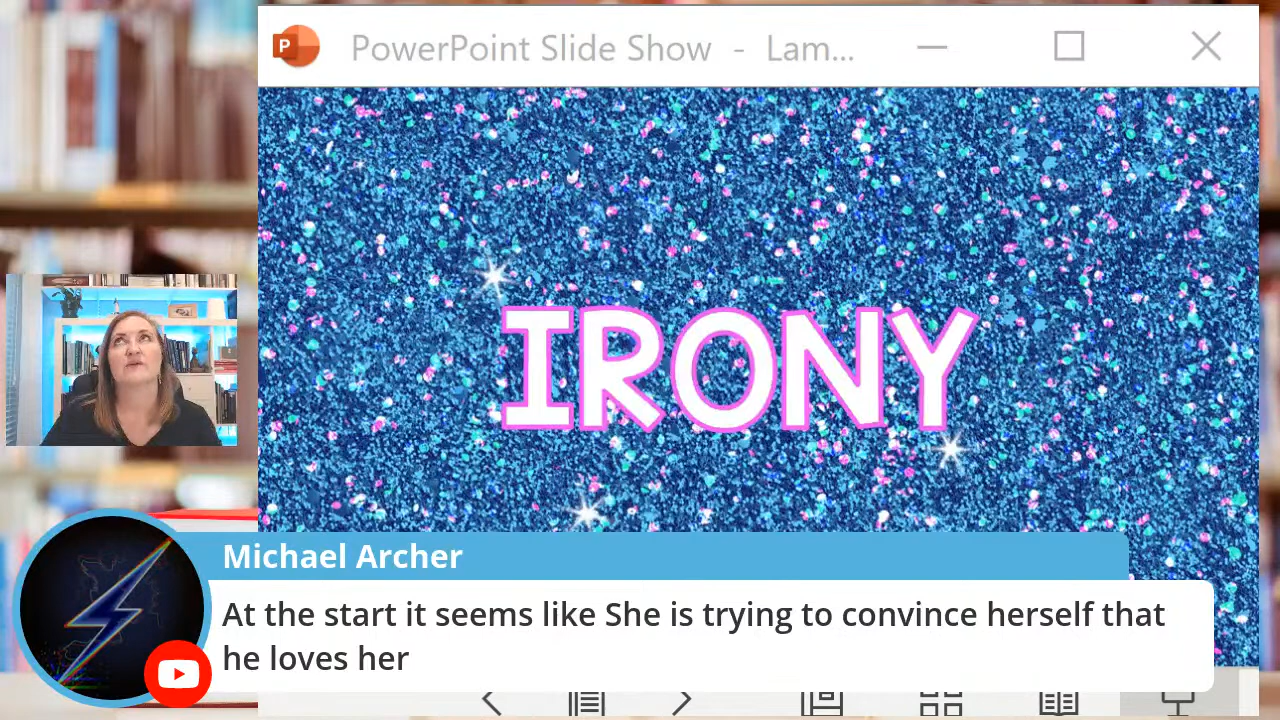 P PowerPoint Slide Show - Lam...
IRONY
Michael Archer
At the start it seems like She is trying to convince herself that
he loves her